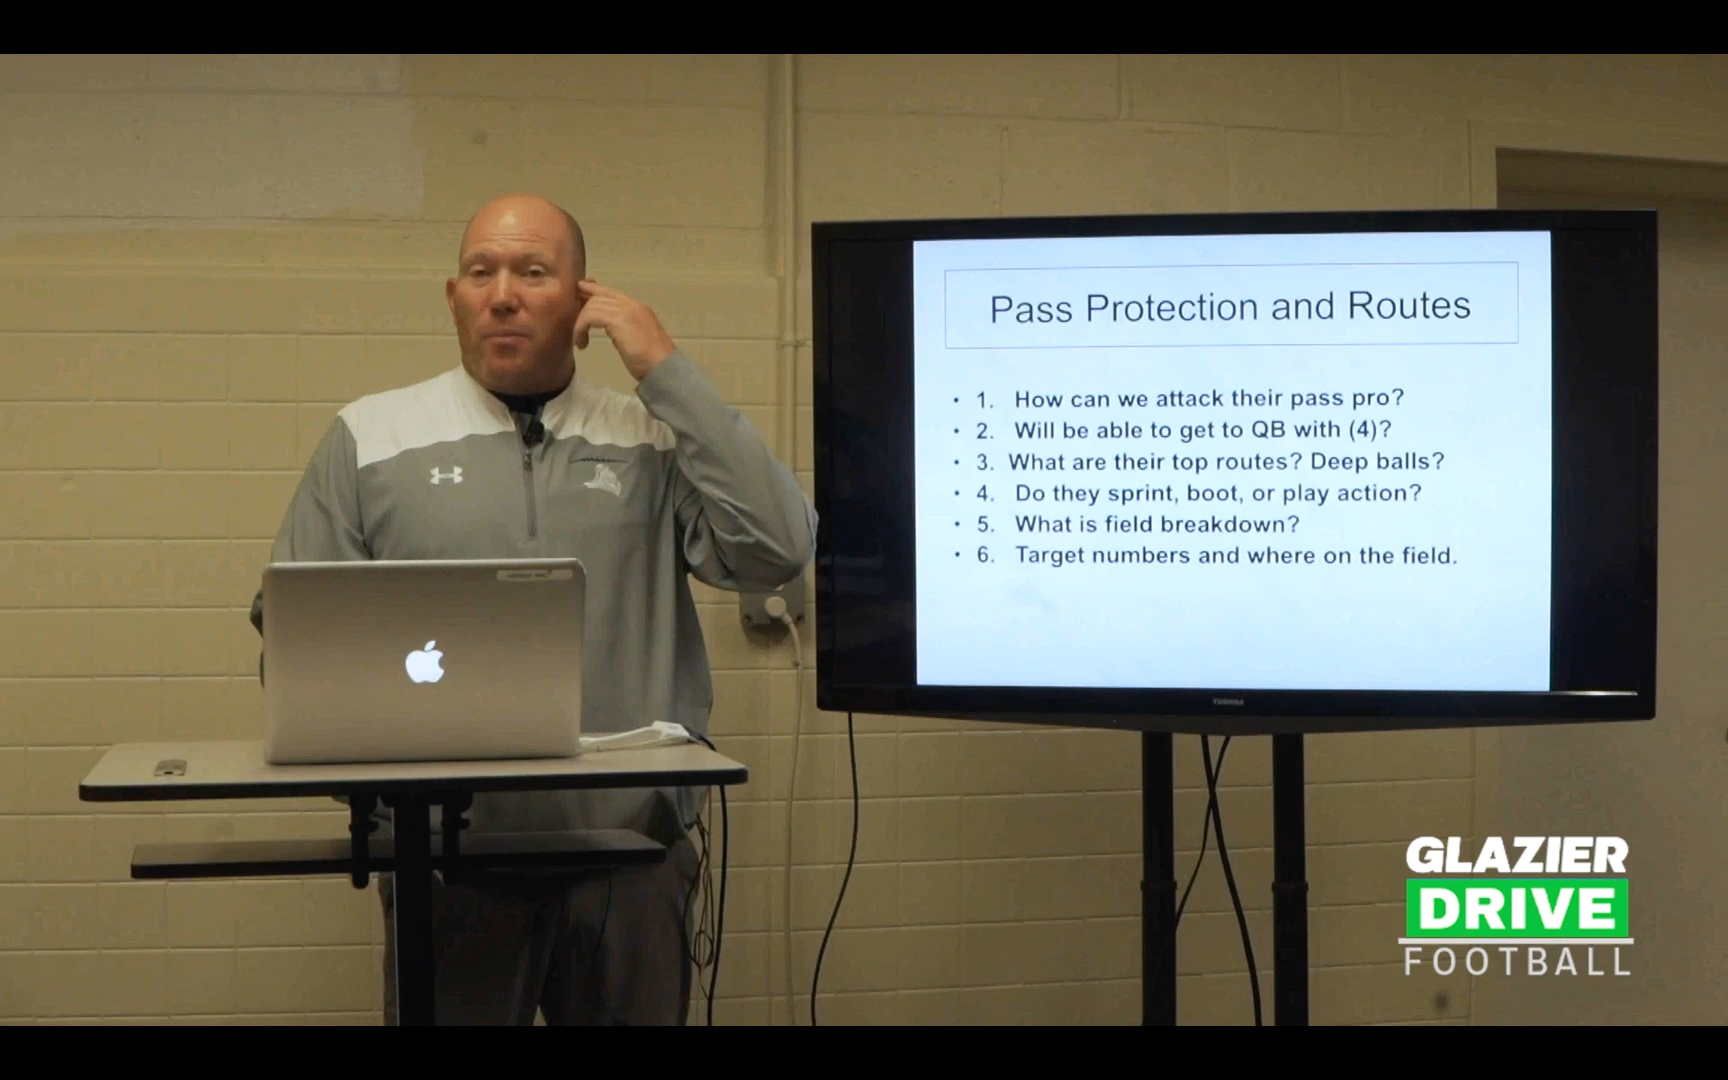 Pass Protection and Routes
• 1. How can we attack their pass pro?
• 2. Will be able to get to QB with (4)?
• 3. What are their top routes? Deep balls?
• 4. Do they sprint, boot, or play action?
• 5. What is field breakdown?
• 6. Target numbers and where on the field.
TOSHIBA
GLAZIER
DRIVE
FOOTBALL